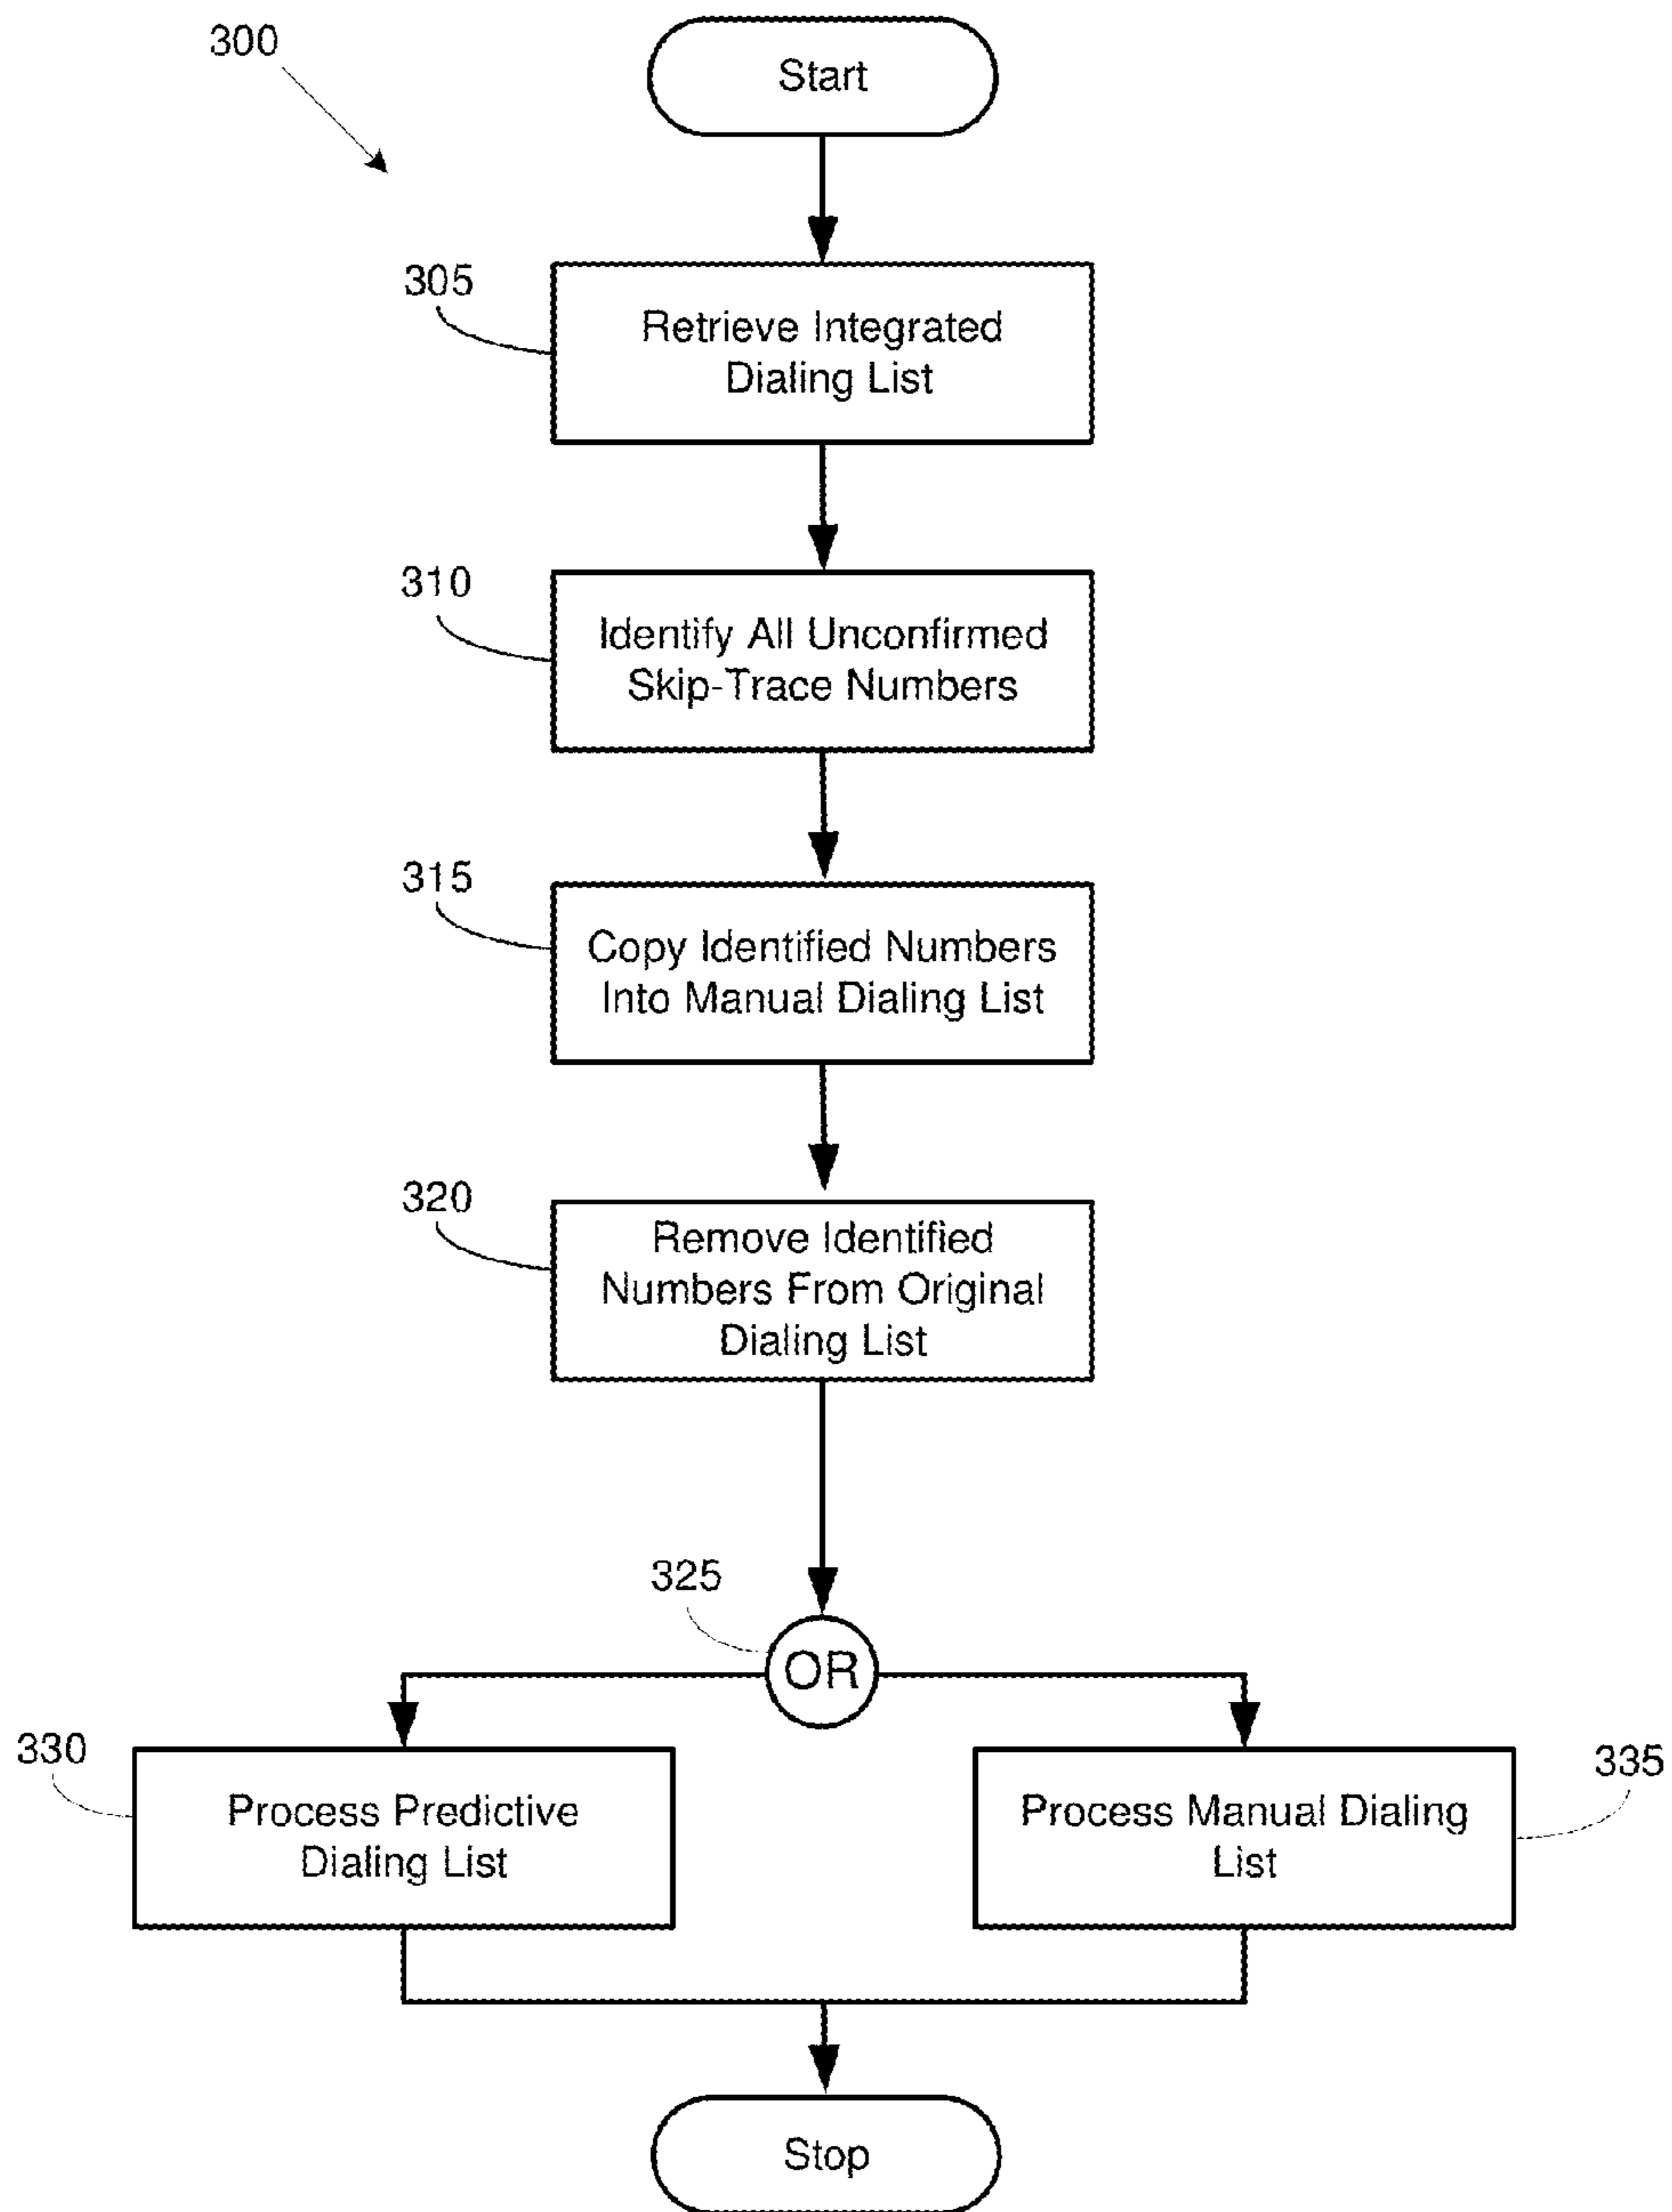 300
Start
305
Retrieve Integrated
Dialing List
310
Identify All Unconfirmed
Skip-Trace Numbers
315
Copy Identified Numbers
Into Manual Dialing List
320
Remove Identified
Numbers From Original
Dialing List
325
OR
330
Process Predictive
Dialing List
335
Process Manual Dialing
List
Stop